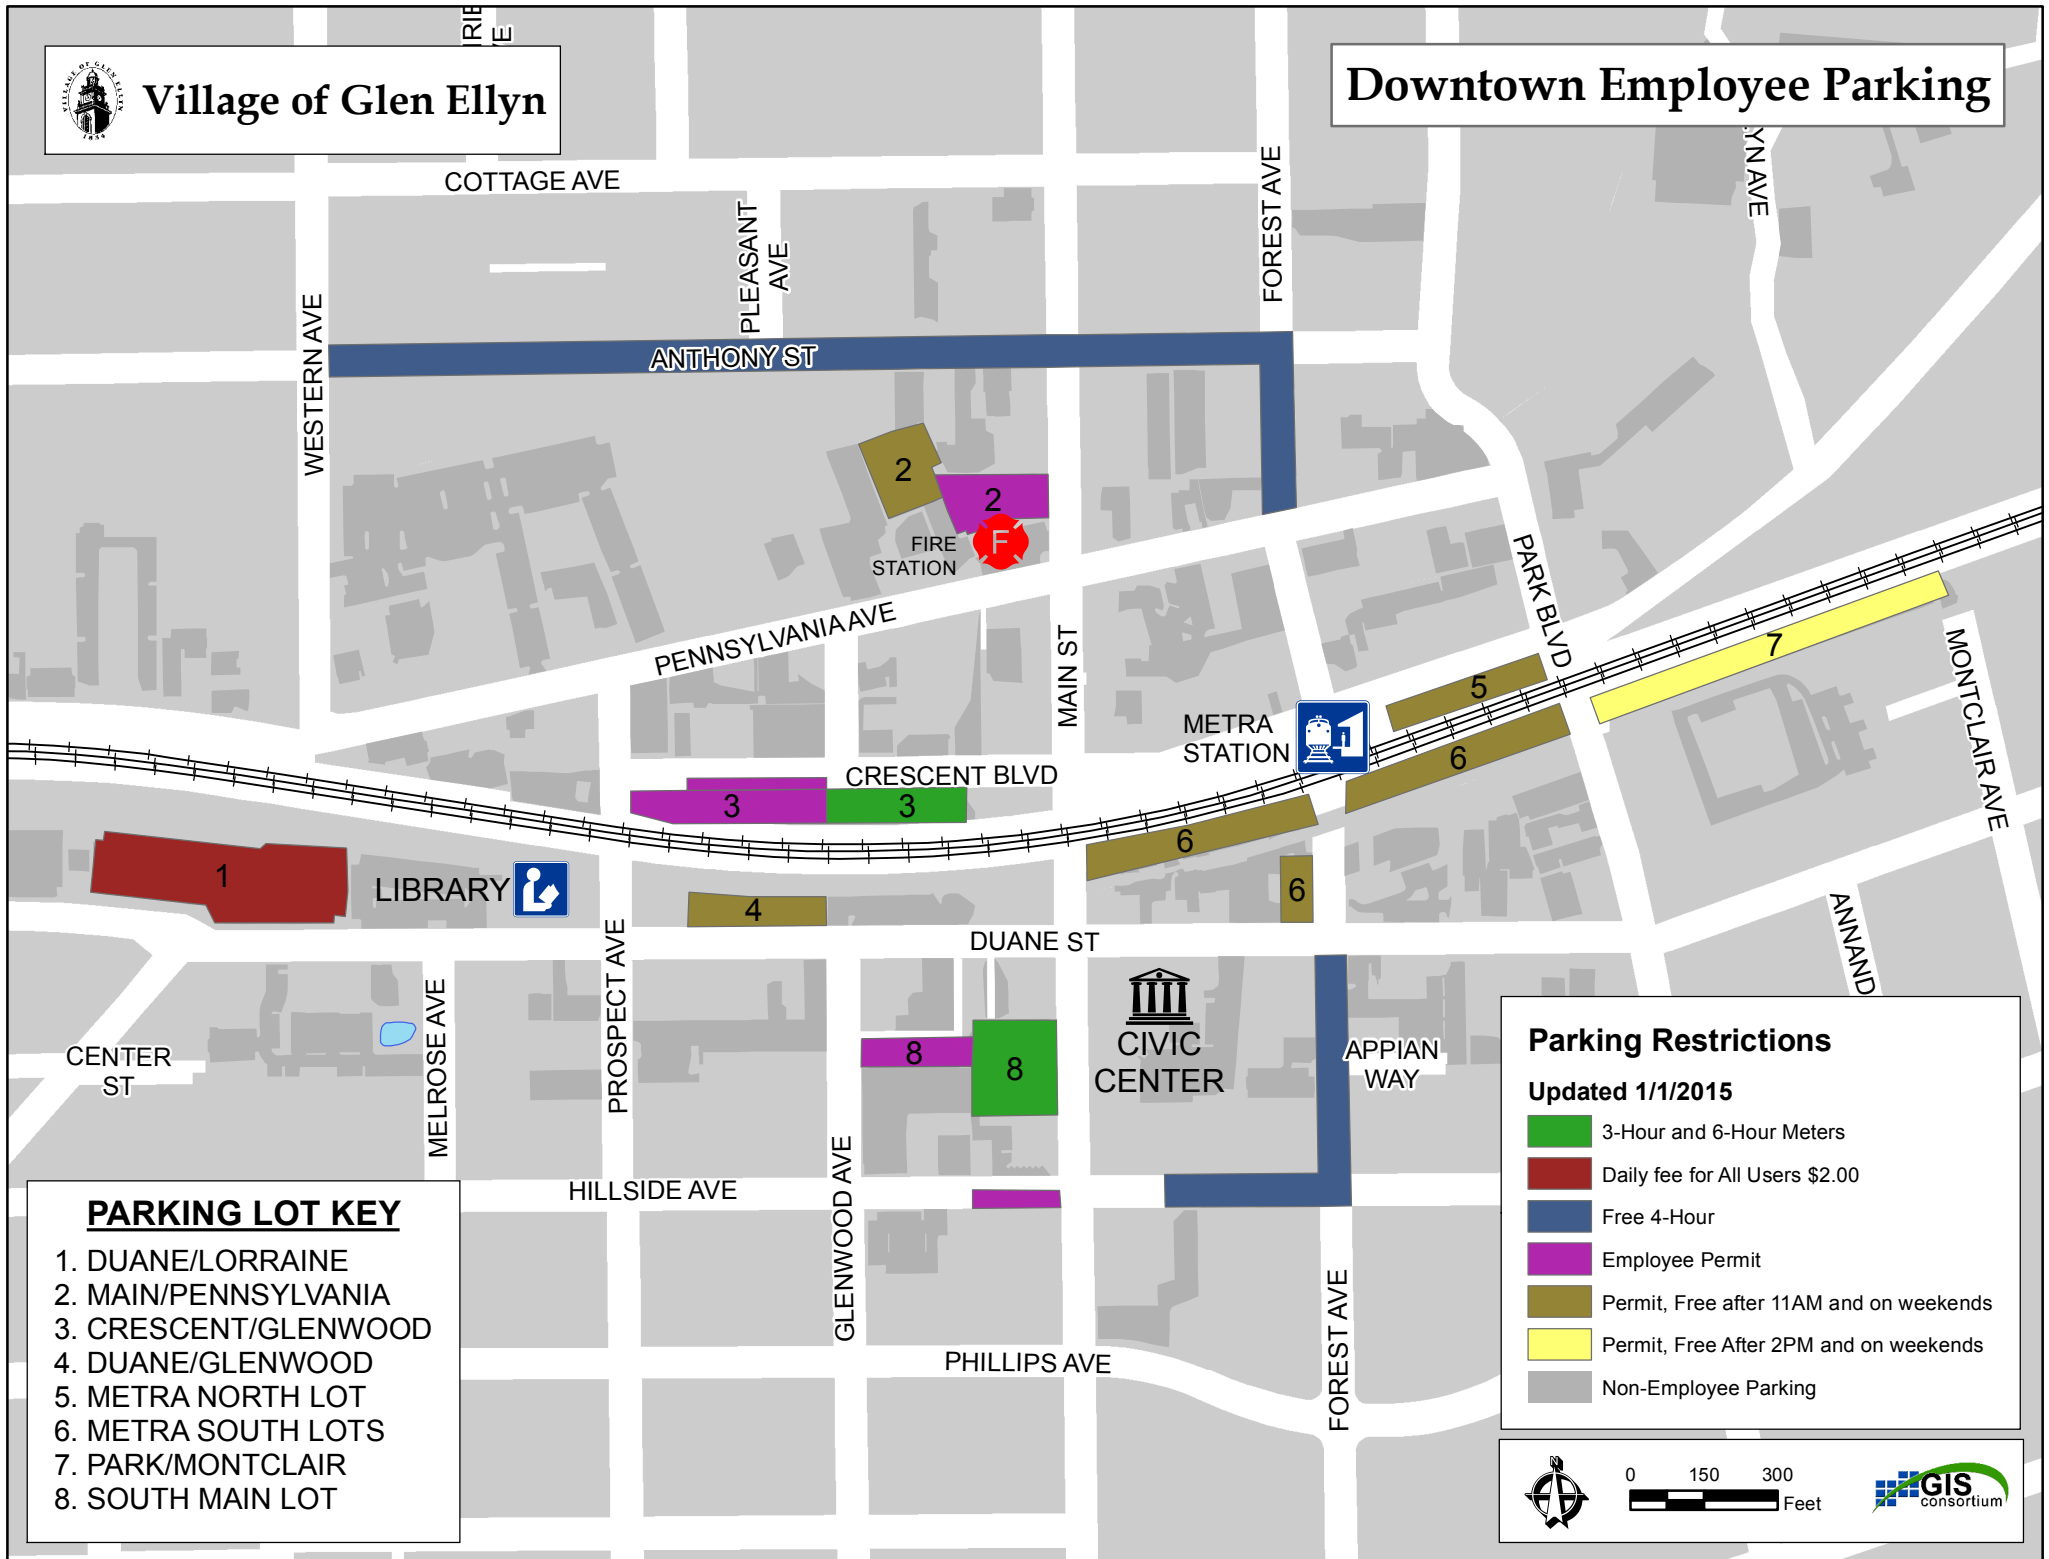 Village of Glen Ellyn
VILLAGE OF GLEN ELLYN
1834
Downtown Employee Parking
COTTAGE AVE
PLEASANT
AVE
FOREST AVE
YN AVE
WESTERN AVE
ANTHONY ST
2
2
F
FIRE
STATION
PENNSYLVANIA AVE
MAIN ST
PARK BLVD
7
MONTCLAIR AVE
5
METRA
STATION
6
CRESCENT BLVD
3
3
6
1
LIBRARY
4
6
DUANE ST
PROSPECT AVE
ANNAND
MELROSE AVE
CENTER
ST
8
8
CIVIC
CENTER
APPIAN
WAY
HILLSIDE AVE
GLENWOOD AVE
FOREST AVE
PHILLIPS AVE
PARKING LOT KEY
1. DUANE/LORRAINE
2. MAIN/PENNSYLVANIA
3. CRESCENT/GLENWOOD
4. DUANE/GLENWOOD
5. METRA NORTH LOT
6. METRA SOUTH LOTS
7. PARK/MONTCLAIR
8. SOUTH MAIN LOT
Parking Restrictions
Updated 1/1/2015
3-Hour and 6-Hour Meters
Daily fee for All Users $2.00
Free 4-Hour
Employee Permit
Permit, Free after 11AM and on weekends
Permit, Free After 2PM and on weekends
Non-Employee Parking
N
0 150 300
Feet
GIS
consortium